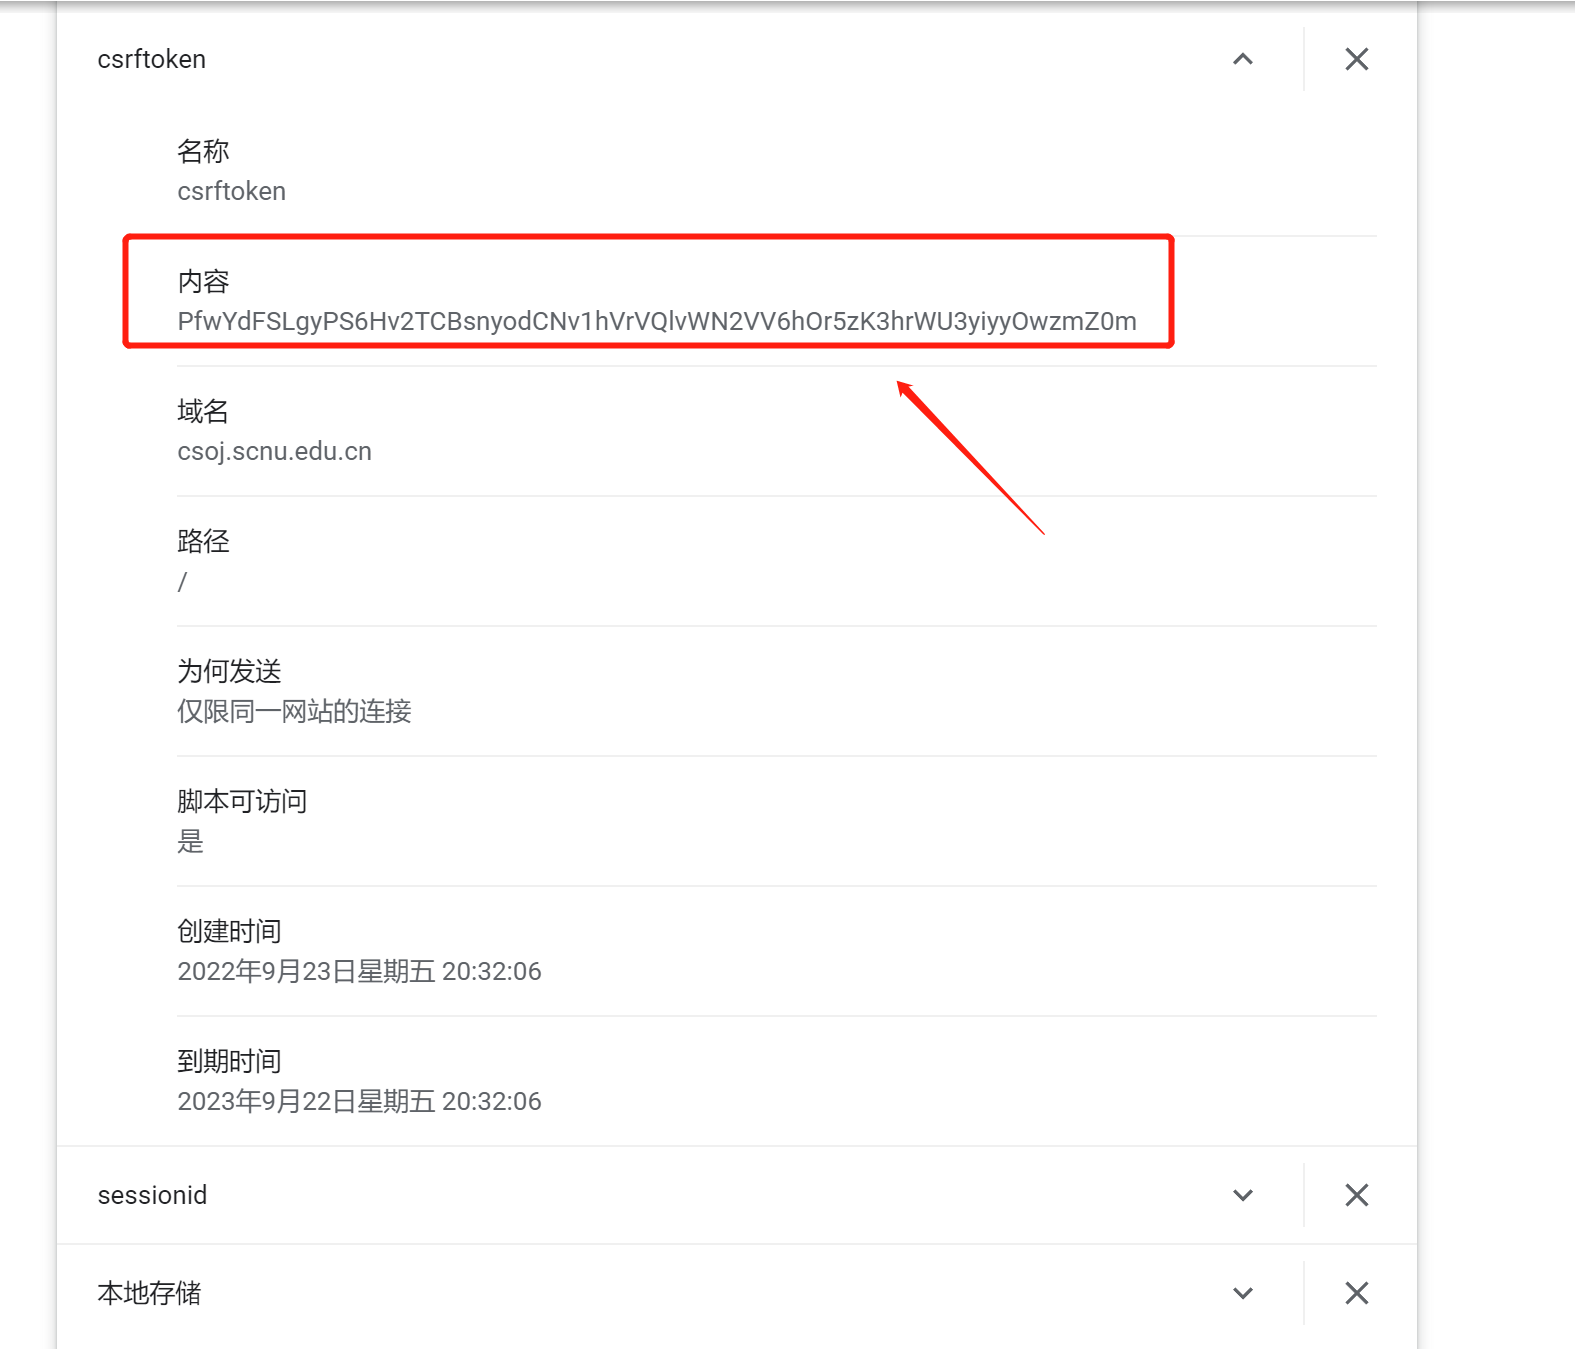 csrftoken
名称
csrftoken
内容
PfwYdFSLgyPS6Hv2TCBsnyodCNv1hVrVQlvWN2VV6hOr5zK3hrWU3yiyyOwzmZ0m
域名
csoj.scnu.edu.cn
路径
/
为何发送
仅限同一网站的连接
脚本可访问
是
创建时间
2022年9月23日星期五 20:32:06
到期时间
2023年9月22日星期五 20:32:06
sessionid
本地存储